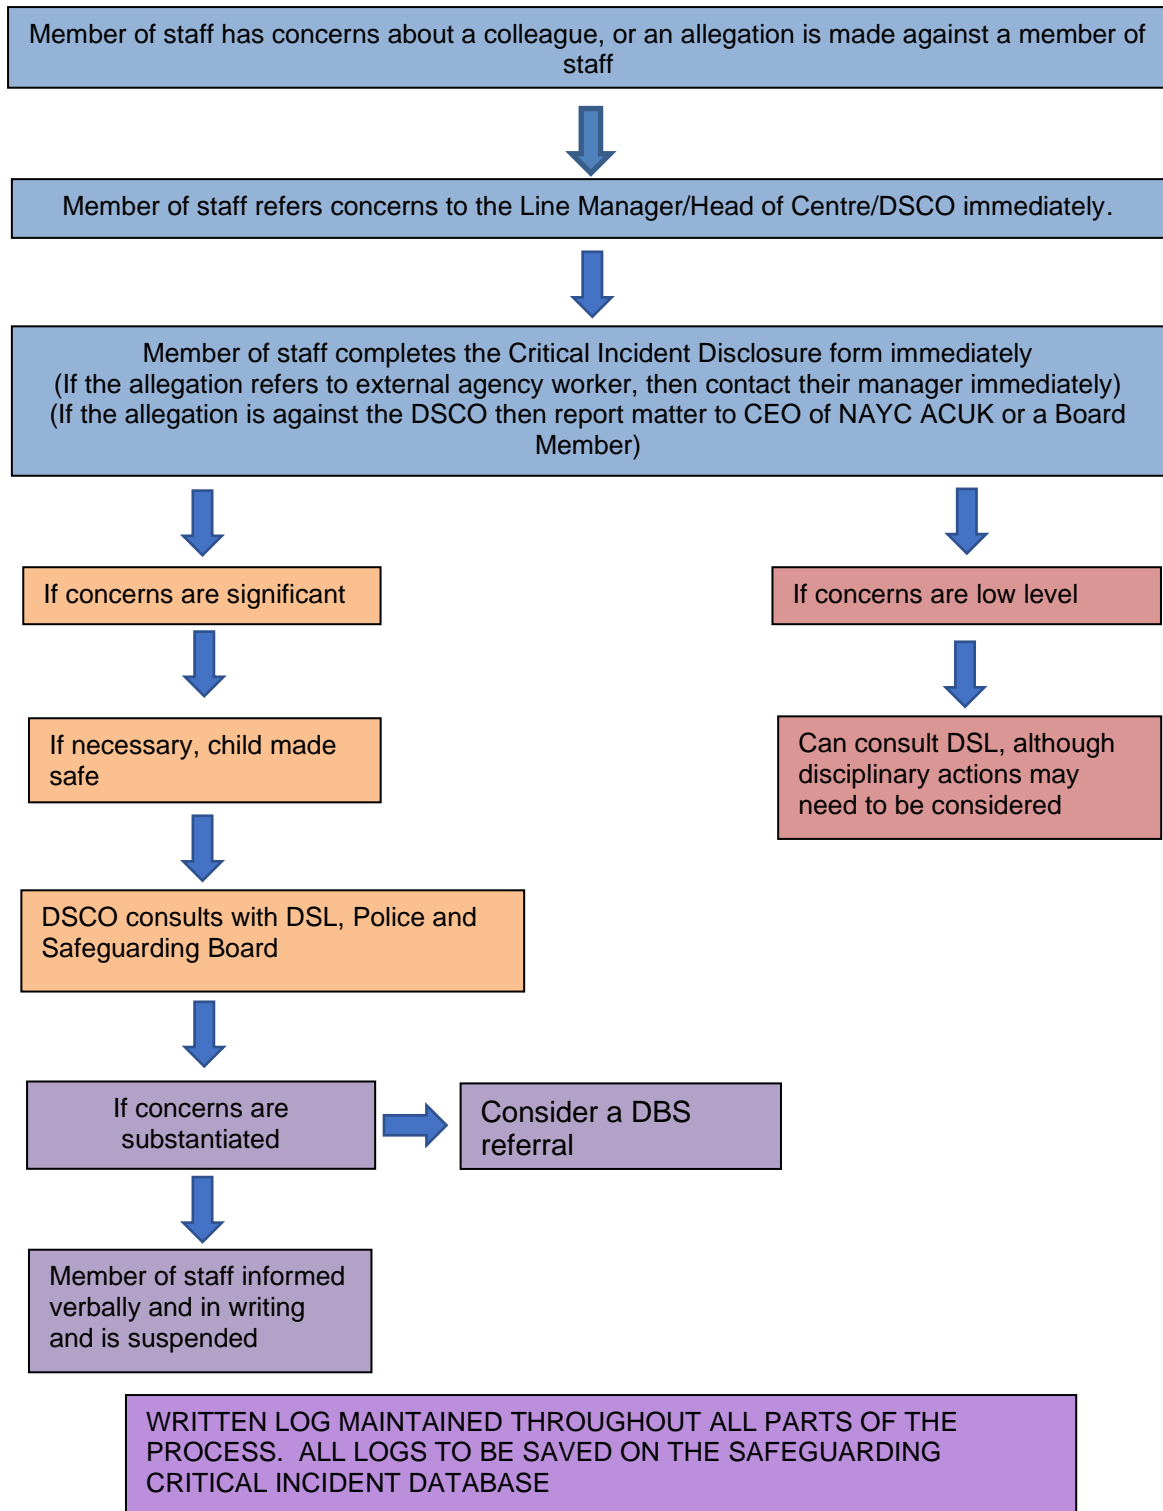 Member of staff has concerns about a colleague, or an allegation is made against a member of
staff
Member of staff refers concerns to the Line Manager/Head of Centre/DSCO immediately.
Member of staff completes the Critical Incident Disclosure form immediately
(If the allegation refers to external agency worker, then contact their manager immediately)
(If the allegation is against the DSCO then report matter to CEO of NAYC ACUK or a Board
Member)
If concerns are significant
If concerns are low level
If necessary, child made
safe
Can consult DSL, although
disciplinary actions may
need to be considered
DSCO consults with DSL, Police and
Safeguarding Board
If concerns are
substantiated
Consider a DBS
referral
Member of staff informed
verbally and in writing
and is suspended
WRITTEN LOG MAINTAINED THROUGHOUT ALL PARTS OF THE
PROCESS.  ALL LOGS TO BE SAVED ON THE SAFEGUARDING
CRITICAL INCIDENT DATABASE